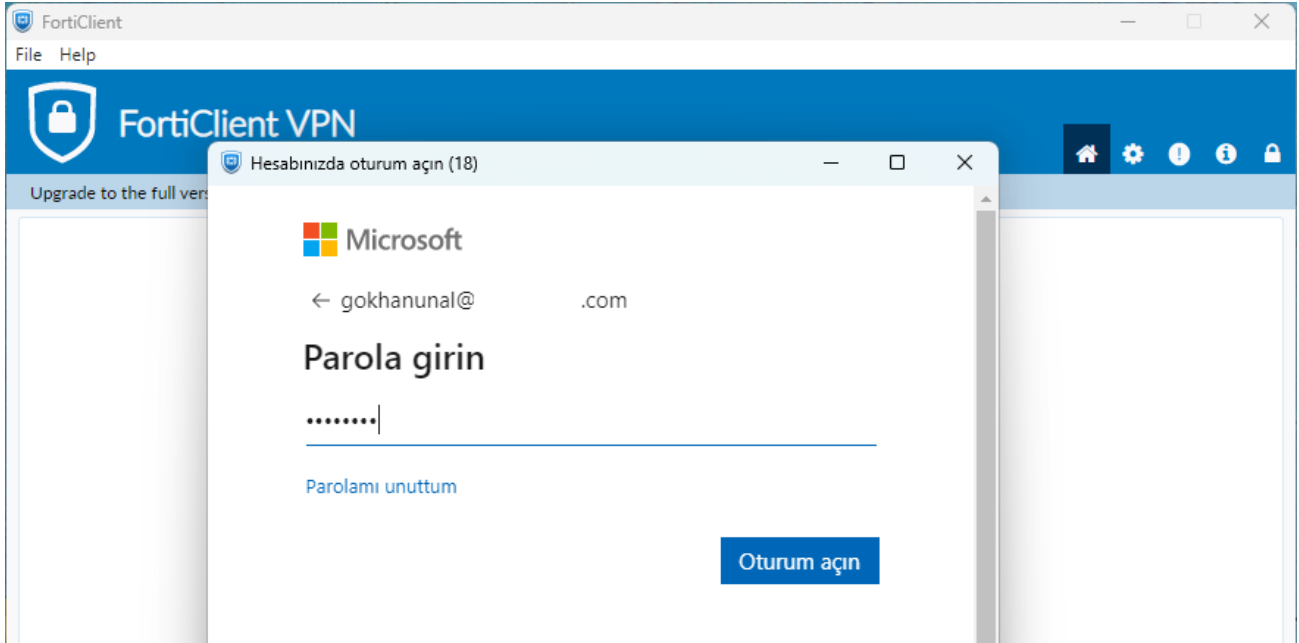 FortiClient
File Help
FortiClient VPN
Hesabınızda oturum açın (18)
Upgrade to the full
Microsoft
← gokhanunal@ .com
Parola girin
••••••••
Parolamı unuttum
Oturum açın